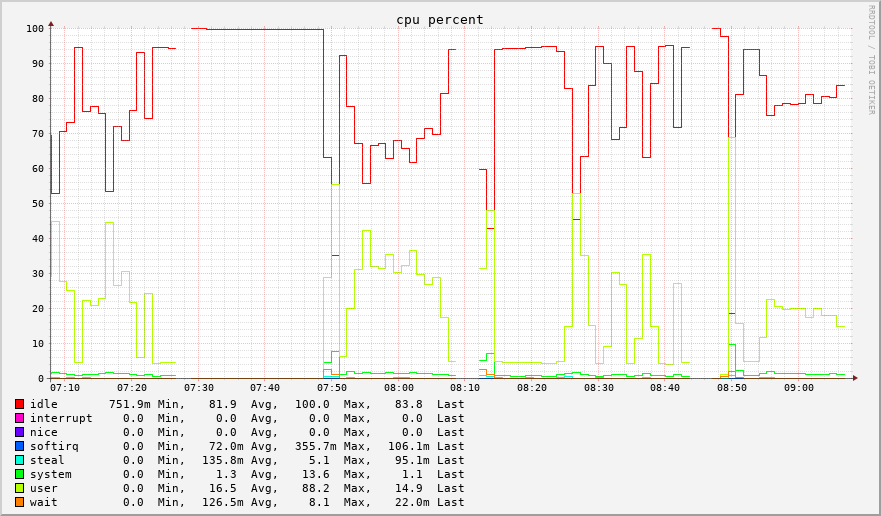 cpu percent
RRDTOOL / TOBI OETIKER
100
90
80
70
60
50
40
30
20
10
0
07:10 07:20 07:30 07:40 07:50 08:00 08:10 08:20 08:30 08:40 08:50 09:00
idle 751.9m Min, 81.9 Avg, 100.0 Max, 83.8 Last
interrupt 0.0 Min, 0.0 Avg, 0.0 Max, 0.0 Last
nice 0.0 Min, 0.0 Avg, 0.0 Max, 0.0 Last
softirq 0.0 Min, 72.0m Avg, 355.7m Max, 106.1m Last
steal 0.0 Min, 135.8m Avg, 5.1 Max, 95.1m Last
system 0.0 Min, 1.3 Avg, 13.6 Max, 1.1 Last
user 0.0 Min, 16.5 Avg, 88.2 Max, 14.9 Last
wait 0.0 Min, 126.5m Avg, 8.1 Max, 22.0m Last